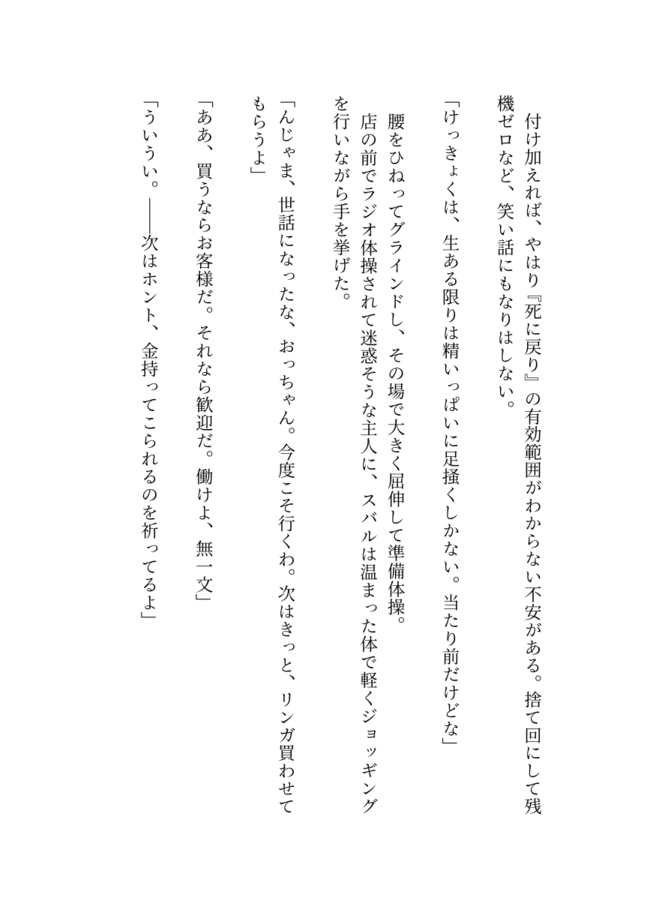 付け加えれば、やはり『死に戻り』の有効範囲がわからない不安がある。捨て回にして残
機ゼロなど、笑い話にもなりはしない。
「けっきょくは、生ある限りは精いっぱいに足掻くしかない。当たり前だけどな」
腰をひねってグラインドし、その場で大きく屈伸して準備体操。
店の前でラジオ体操されて迷惑そうな主人に、スバルは温まった体で軽くジョッギング
を行いながら手を挙げた。
「んじゃま、世話になったな、おっちゃん。今度こそ行くわ。次はきっと、リンガ買わせて
もらうよ」
「ああ、買うならお客様だ。それなら歓迎だ。働けよ、無一文」
「ういうい。――次はホント、金持ってこられるのを祈ってるよ」